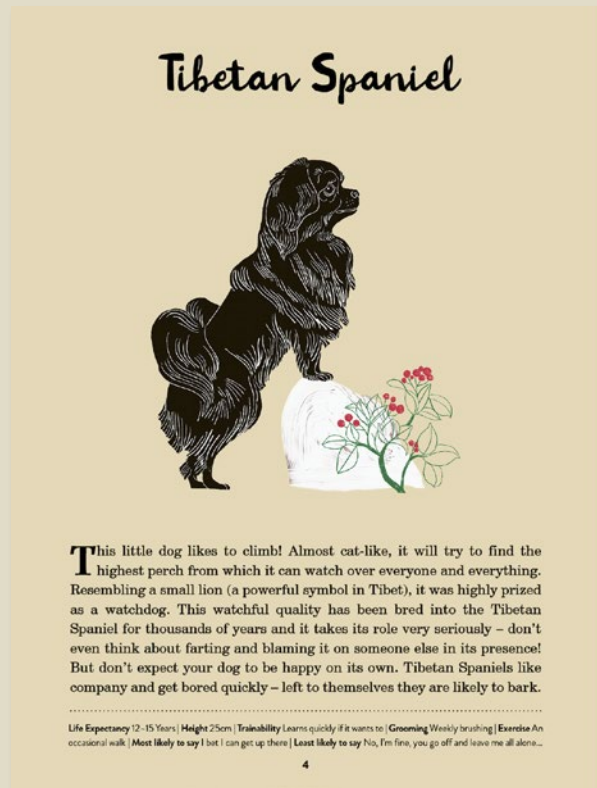 Tibetan Spaniel
This little dog likes to climb! Almost cat-like, it will try to find the
highest perch from which it can watch over everyone and everything.
Resembling a small lion (a powerful symbol in Tibet), it was highly prized
as a watchdog. This watchful quality has been bred into the Tibetan
Spaniel for thousands of years and it takes its role very seriously – don't
even think about farting and blaming it on someone else in its presence!
But don't expect your dog to be happy on its own. Tibetan Spaniels like
company and get bored quickly – left to themselves they are likely to bark.
Life Expectancy 12-15 Years | Height 25cm | Trainability Learns quickly if it wants to | Grooming Weekly brushing | Exercise An
occasional walk | Most likely to say I bet I can get up there | Least likely to say No, I'm fine, you go off and leave me all alone...
4